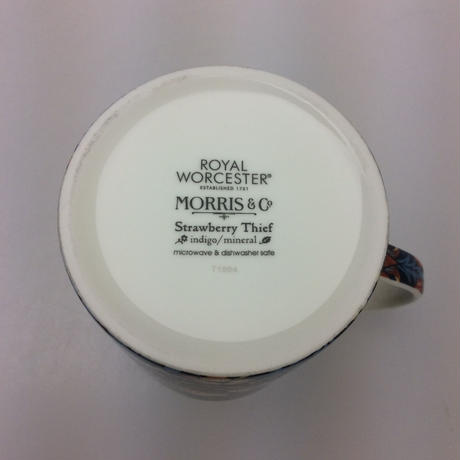 ROYAL
WORCESTER®
ESTABLISHED 1751
MORRIS & Co
Strawberry Thief
indigo/mineral
microwave & dishwasher safe